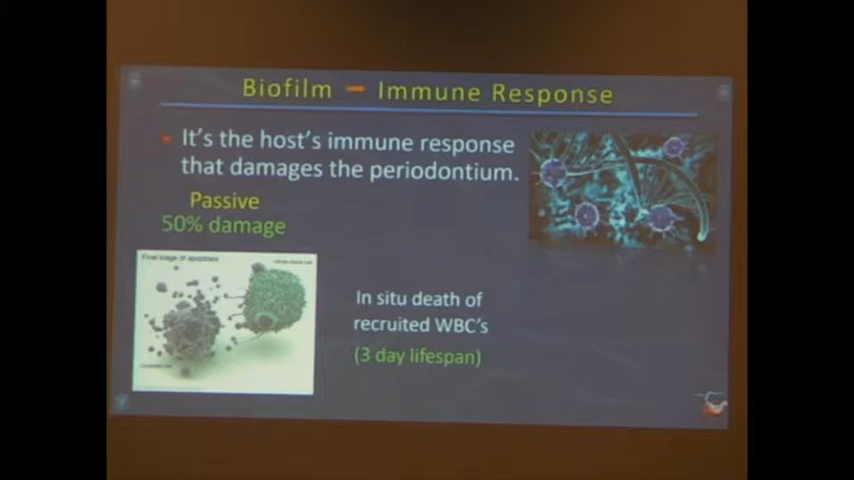 Biofilm → Immune Response
It's the host's immune response
that damages the periodontium.
Passive
50% damage
Final stage of apoptosis
In situ death of
recruited WBC's
(3 day lifespan)